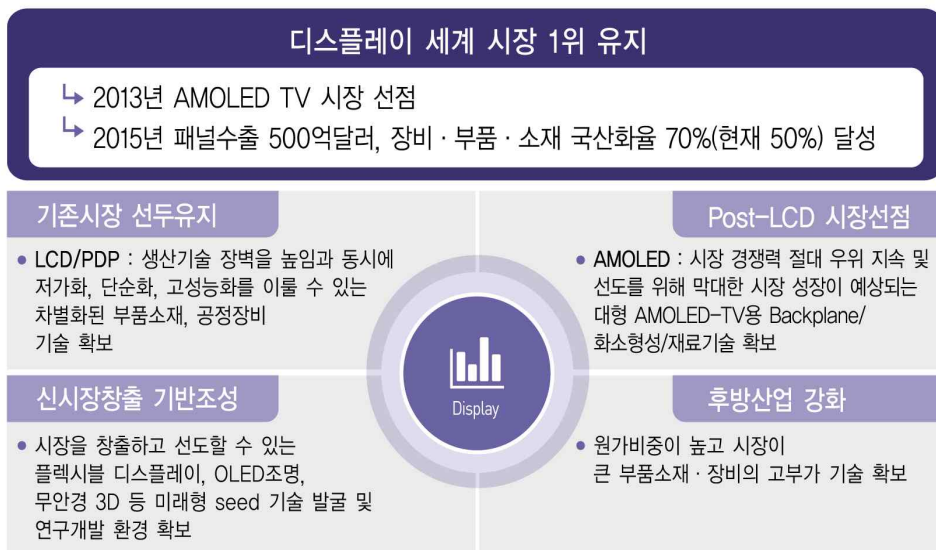 디스플레이 세계 시장 1위 유지
2013년 AMOLED TV 시장 선점
2015년 패널수출 500억달러, 장비 · 부품 · 소재 국산화율 70%(현재 50%) 달성
기존시장 선두유지
• LCD/PDP : 생산기술 장벽을 높임과 동시에
저가화, 단순화, 고성능화를 이룰 수 있는
차별화된 부품소재, 공정장비
기술 확보
Post-LCD 시장선점
• AMOLED : 시장 경쟁력 절대 우위 지속 및
선도를 위해 막대한 시장 성장이 예상되는
대형 AMOLED-TV용 Backplane/
화소형성/재료기술 확보
Display
신시장창출 기반조성
• 시장을 창출하고 선도할 수 있는
플렉시블 디스플레이, OLED조명,
무안경 3D 등 미래형 seed 기술 발굴 및
연구개발 환경 확보
후방산업 강화
• 원가비중이 높고 시장이
큰 부품소재 · 장비의 고부가 기술 확보